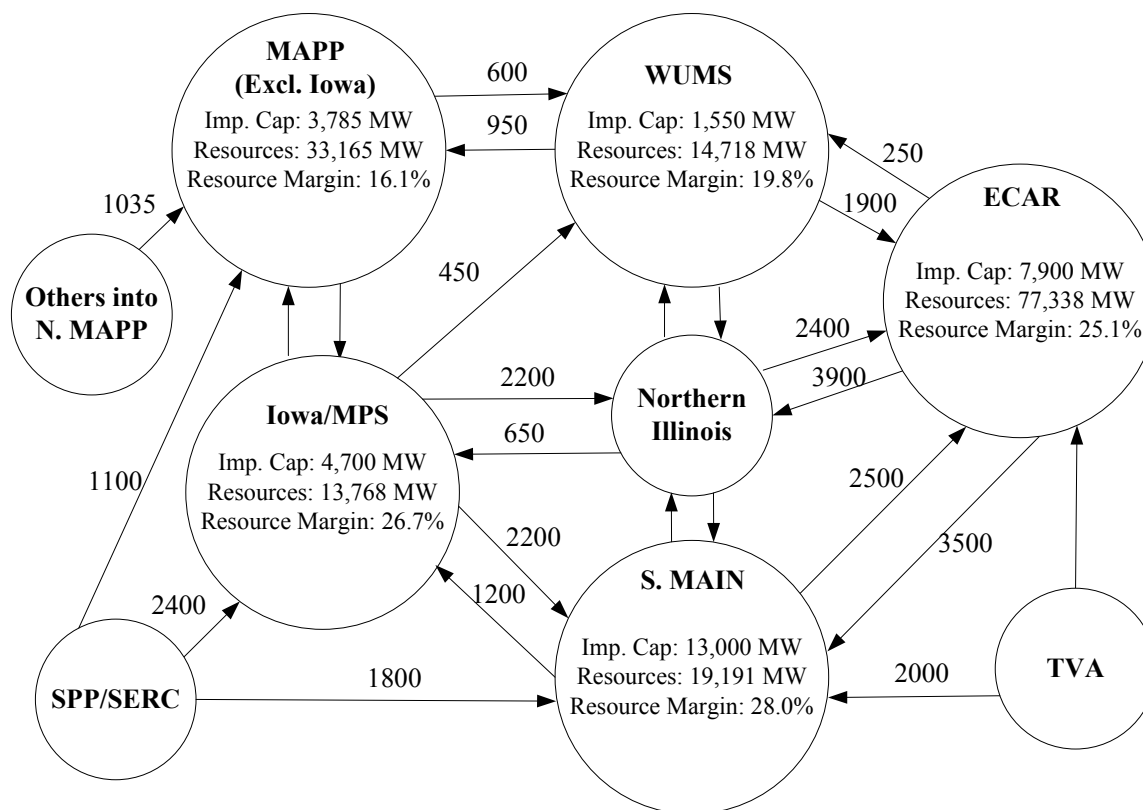 MAPP
(Excl. Iowa)
Imp. Cap: 3,785 MW
Resources: 33,165 MW
Resource Margin: 16.1%
600
950
WUMS
Imp. Cap: 1,550 MW
Resources: 14,718 MW
Resource Margin: 19.8%
250
1900
ECAR
Imp. Cap: 7,900 MW
Resources: 77,338 MW
Resource Margin: 25.1%
1035
Others into
N. MAPP
450
2400
3900
Northern
Illinois
2200
650
Iowa/MPS
Imp. Cap: 4,700 MW
Resources: 13,768 MW
Resource Margin: 26.7%
1100
2500
3500
2200
1200
2400
S. MAIN
Imp. Cap: 13,000 MW
Resources: 19,191 MW
Resource Margin: 28.0%
SPP/SERC
1800
2000
TVA